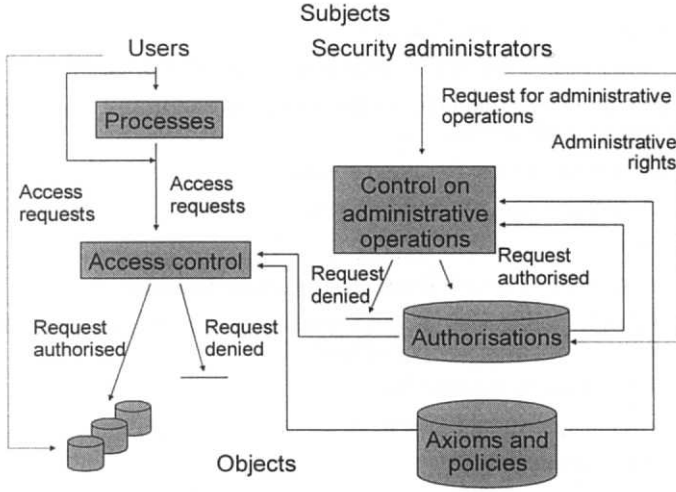 Subjects
Users
Security administrators
Request for administrative
operations
Processes
Administrative
rights
Access
requests
Access
requests
Control on
administrative
operations
Access control
Request
denied
Request
authorised
Request
authorised
Request
denied
Authorisations
Axioms and
policies
Objects